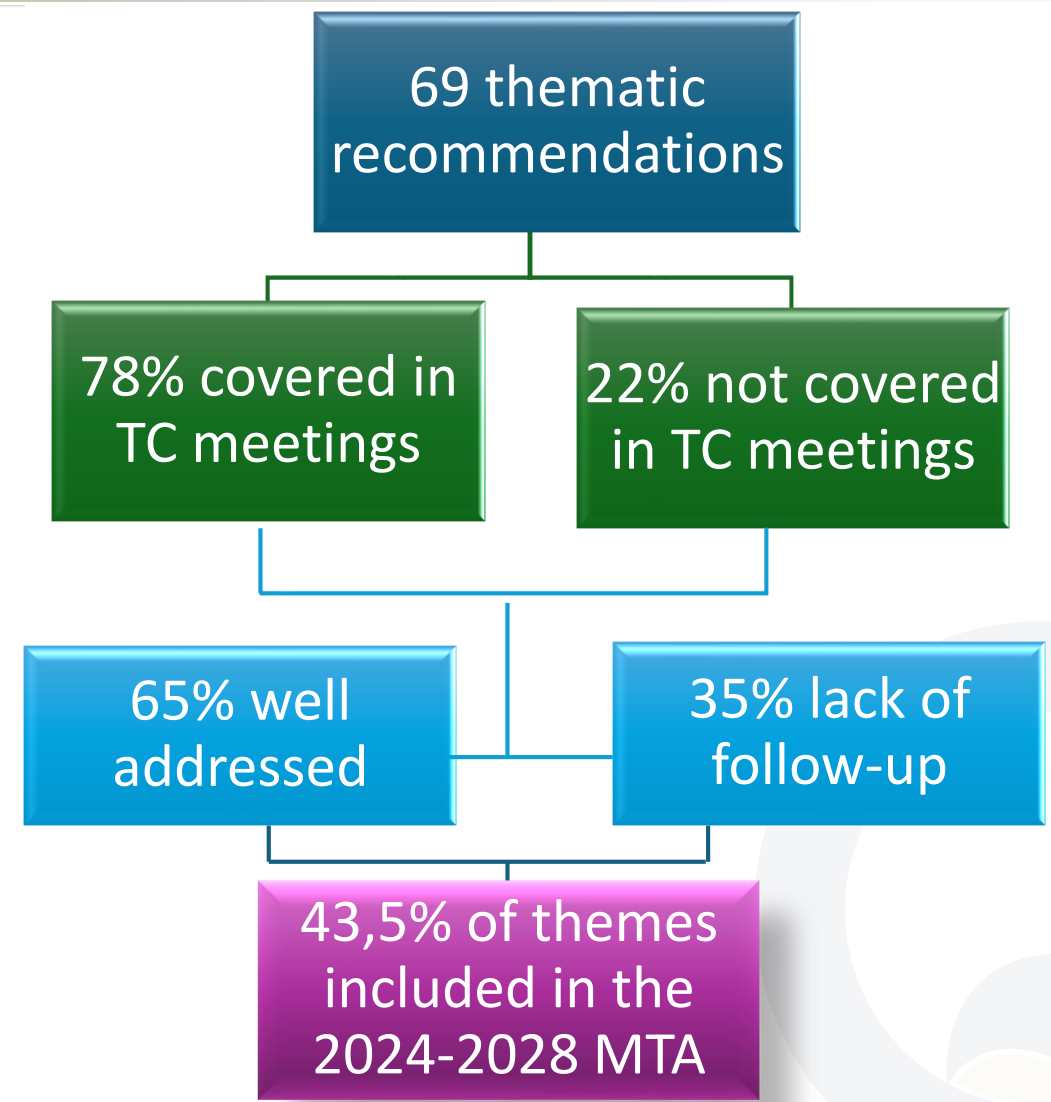 69 thematic
recommendations
78% covered in
TC meetings
22% not covered
in TC meetings
65% well
addressed
35% lack of
follow-up
43,5% of themes
included in the
2024-2028 MTA